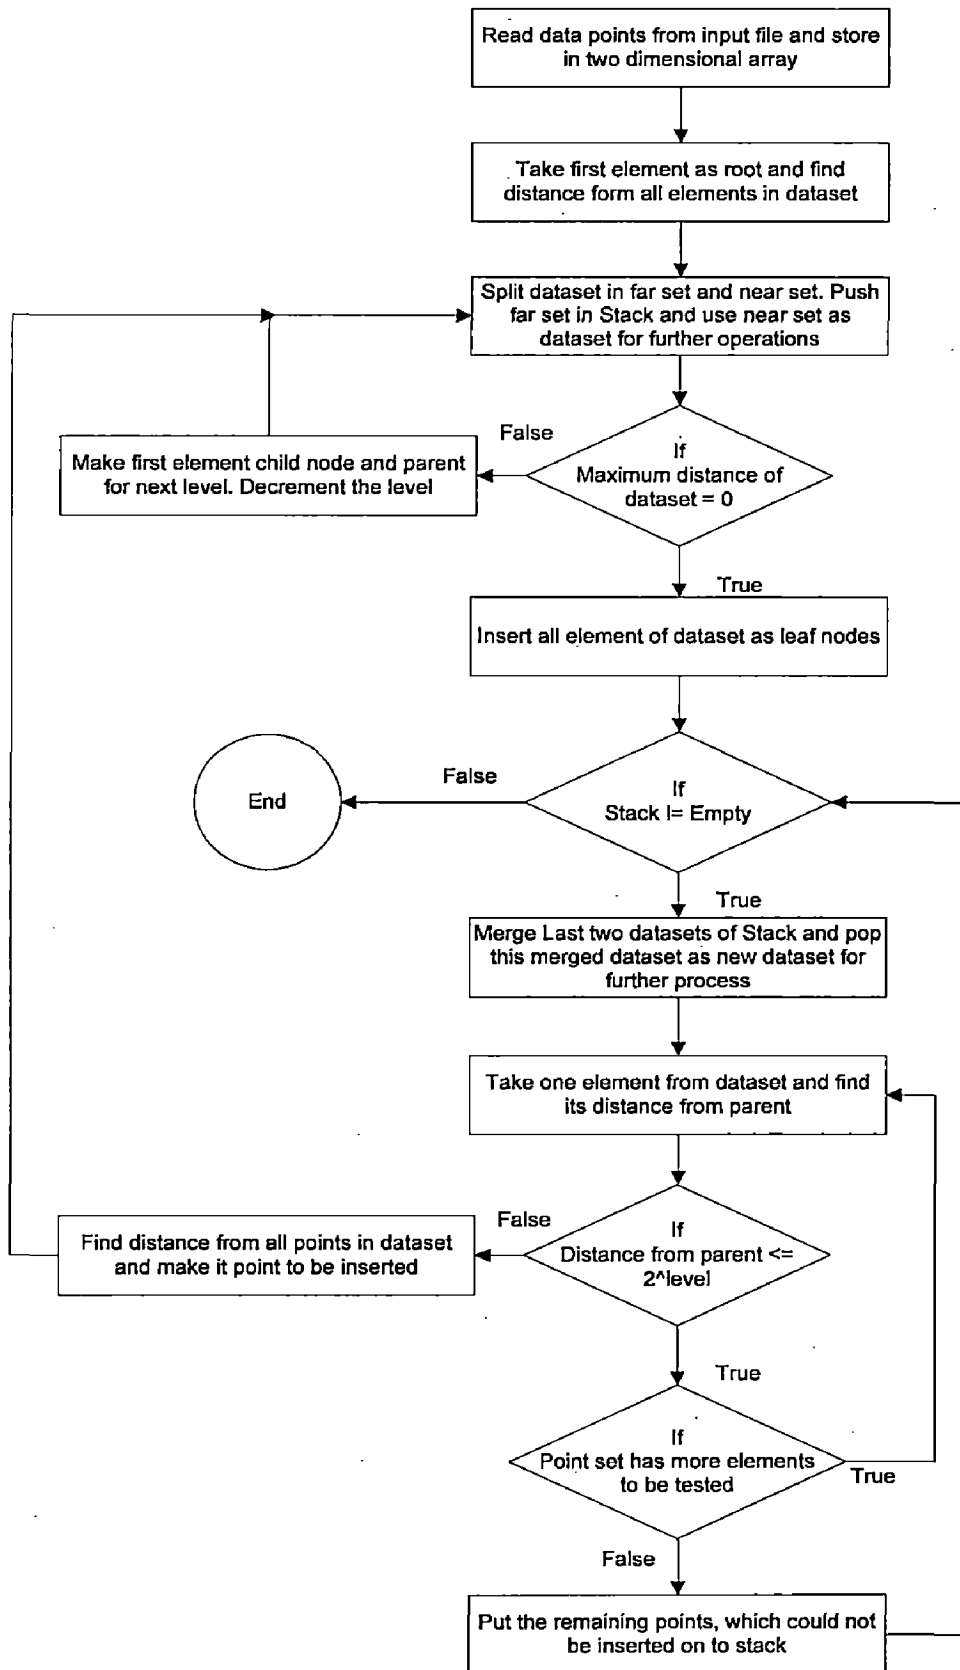 Read data points from input file and store
in two dimensional array
Take first element as root and find
distance form all elements in dataset
Split dataset in far set and near set. Push
far set in Stack and use near set as
dataset for further operations
False
If
Maximum distance of
dataset = 0
Make first element child node and parent
for next level. Decrement the level
True
Insert all element of dataset as leaf nodes
False
If
Stack != Empty
End
True
Merge Last two datasets of Stack and pop
this merged dataset as new dataset for
further process
Take one element from dataset and find
its distance from parent
False
If
Distance from parent <=
2^level
Find distance from all points in dataset
and make it point to be inserted
True
If
Point set has more elements
to be tested
True
False
Put the remaining points, which could not
be inserted on to stack